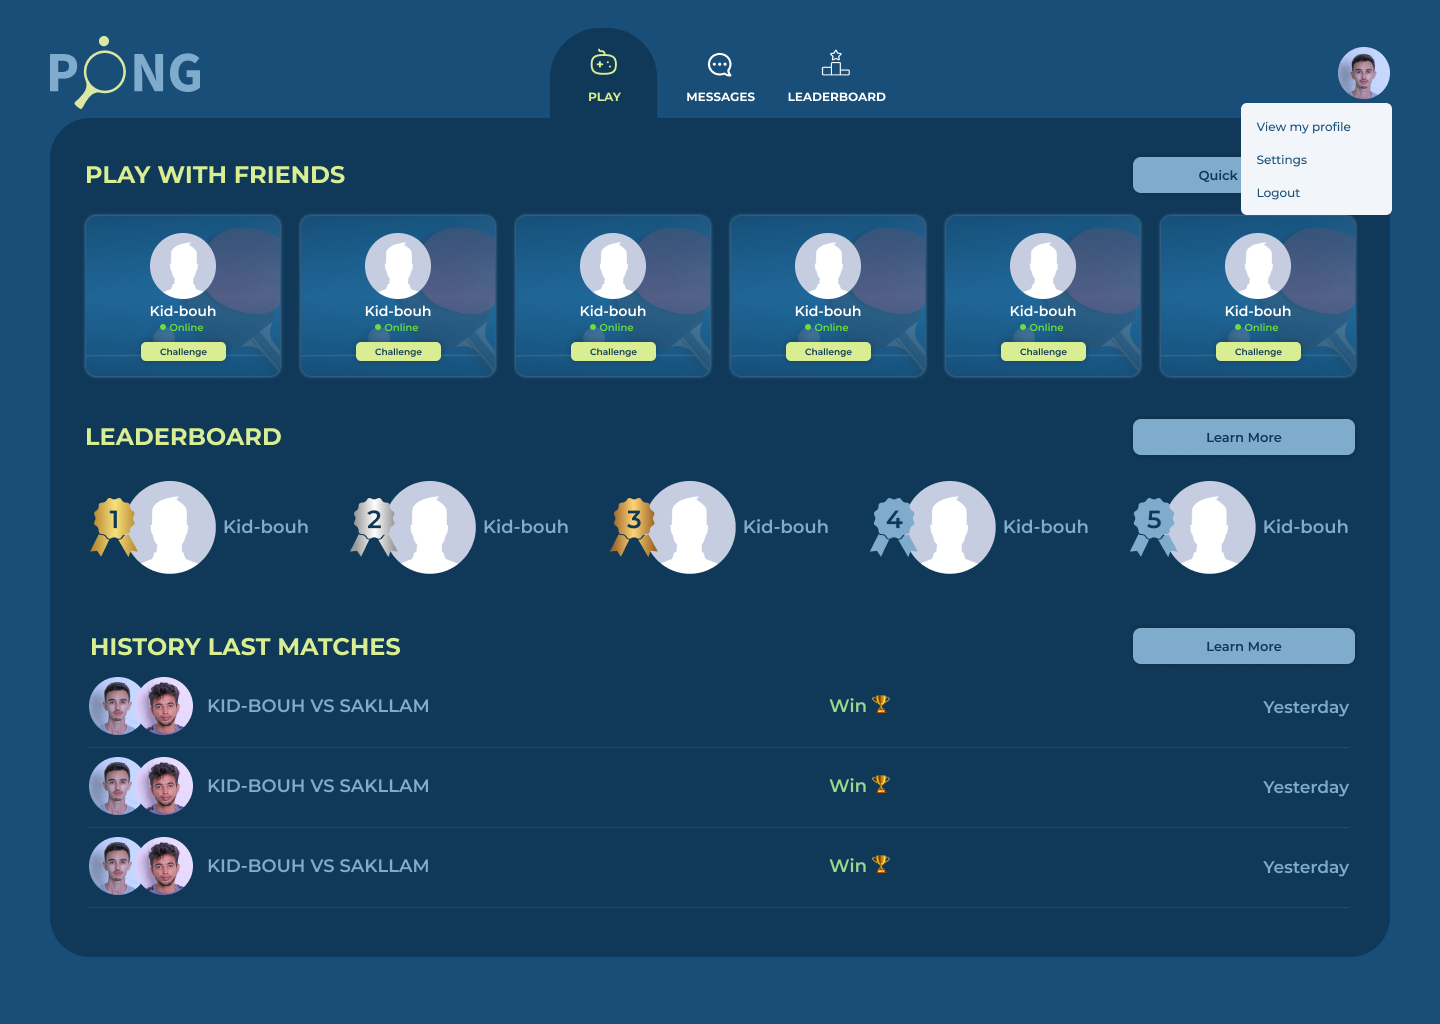 PONG
PLAY
MESSAGES
LEADERBOARD
View my profile
Settings
Logout
PLAY WITH FRIENDS
Quick
Kid-bouh
Online
Challenge
Kid-bouh
Online
Challenge
Kid-bouh
Online
Challenge
Kid-bouh
Online
Challenge
Kid-bouh
Online
Challenge
Kid-bouh
Online
Challenge
LEADERBOARD
Learn More
1 Kid-bouh
2 Kid-bouh
3 Kid-bouh
4 Kid-bouh
5 Kid-bouh
HISTORY LAST MATCHES
Learn More
KID-BOUH VS SAKLLAM
Win 🏆
Yesterday
KID-BOUH VS SAKLLAM
Win 🏆
Yesterday
KID-BOUH VS SAKLLAM
Win 🏆
Yesterday